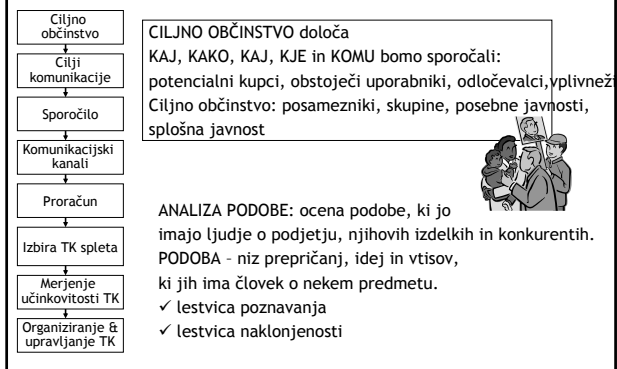 Ciljno
občinstvo
Cilji
komunikacije
Sporočilo
Komunikacijski
kanali
Proračun
Izbira TK spleta
Merjenje
učinkovitosti TK
Organiziranje &
upravljanje TK
CILJNO OBČINSTVO določa
KAJ, KAKO, KAJ, KJE in KOMU bomo sporočali:
potencialni kupci, obstoječi uporabniki, odločevalci,vplivneži
Ciljno občinstvo: posamezniki, skupine, posebne javnosti,
splošna javnost
ANALIZA PODOBE: ocena podobe, ki jo
imajo ljudje o podjetju, njihovih izdelkih in konkurentih.
PODOBA – niz prepričanj, idej in vtisov,
ki jih ima človek o nekem predmetu.
✓ lestvica poznavanja
✓ lestvica naklonjenosti